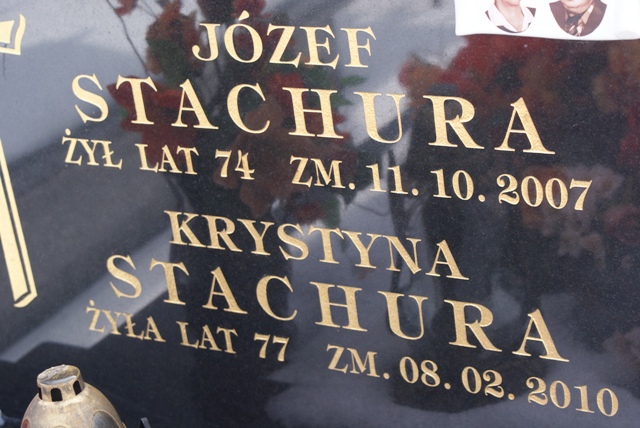 JÓZEF
STACHURA
ŻYŁ LAT 74 ZM. 11. 10. 2007
KRYSTYNA
STACHURA
ŻYŁA LAT 77 ZM. 08. 02. 2010